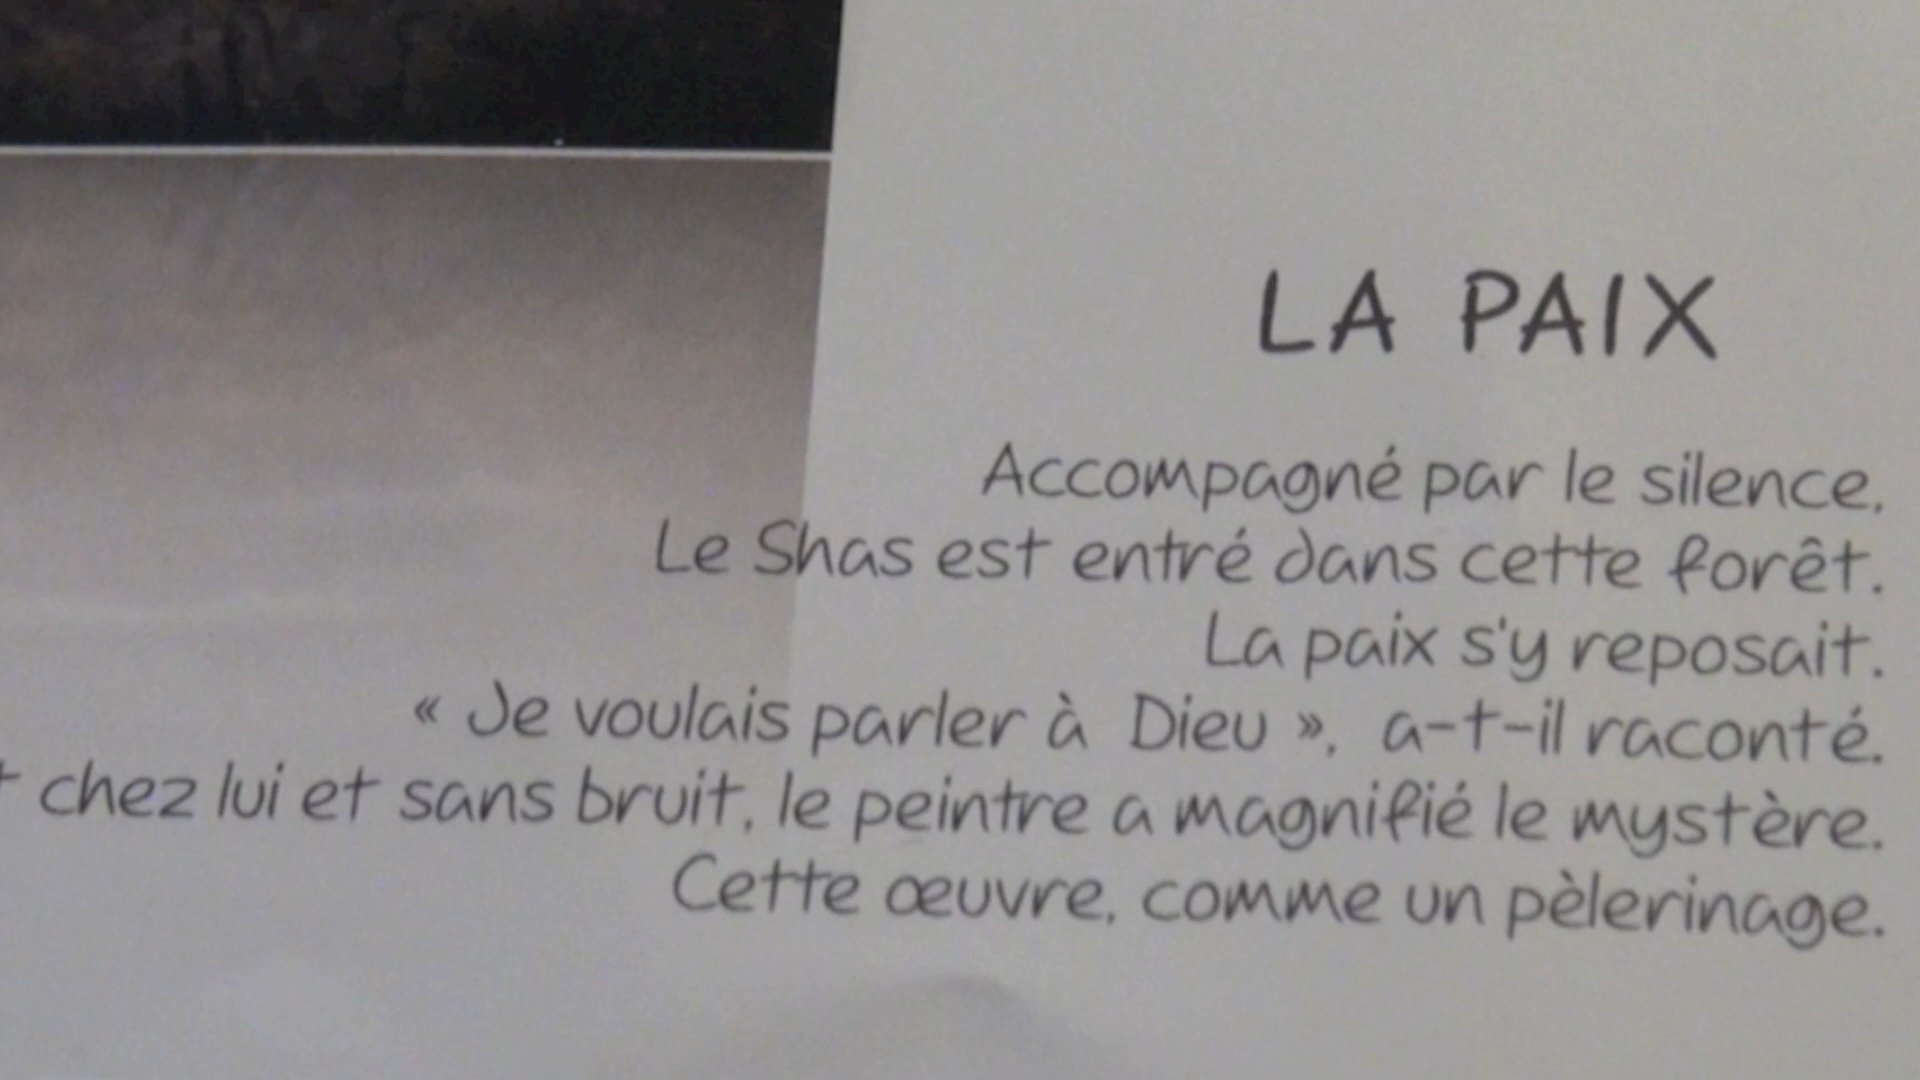 LA PAIX
Accompagné par le silence,
Le Shas est entré dans cette forêt.
La paix s'y reposait.
« Je voulais parler à Dieu », a-t-il raconté.
chez lui et sans bruit, le peintre a magnifié le mystère.
Cette œuvre, comme un pèlerinage.